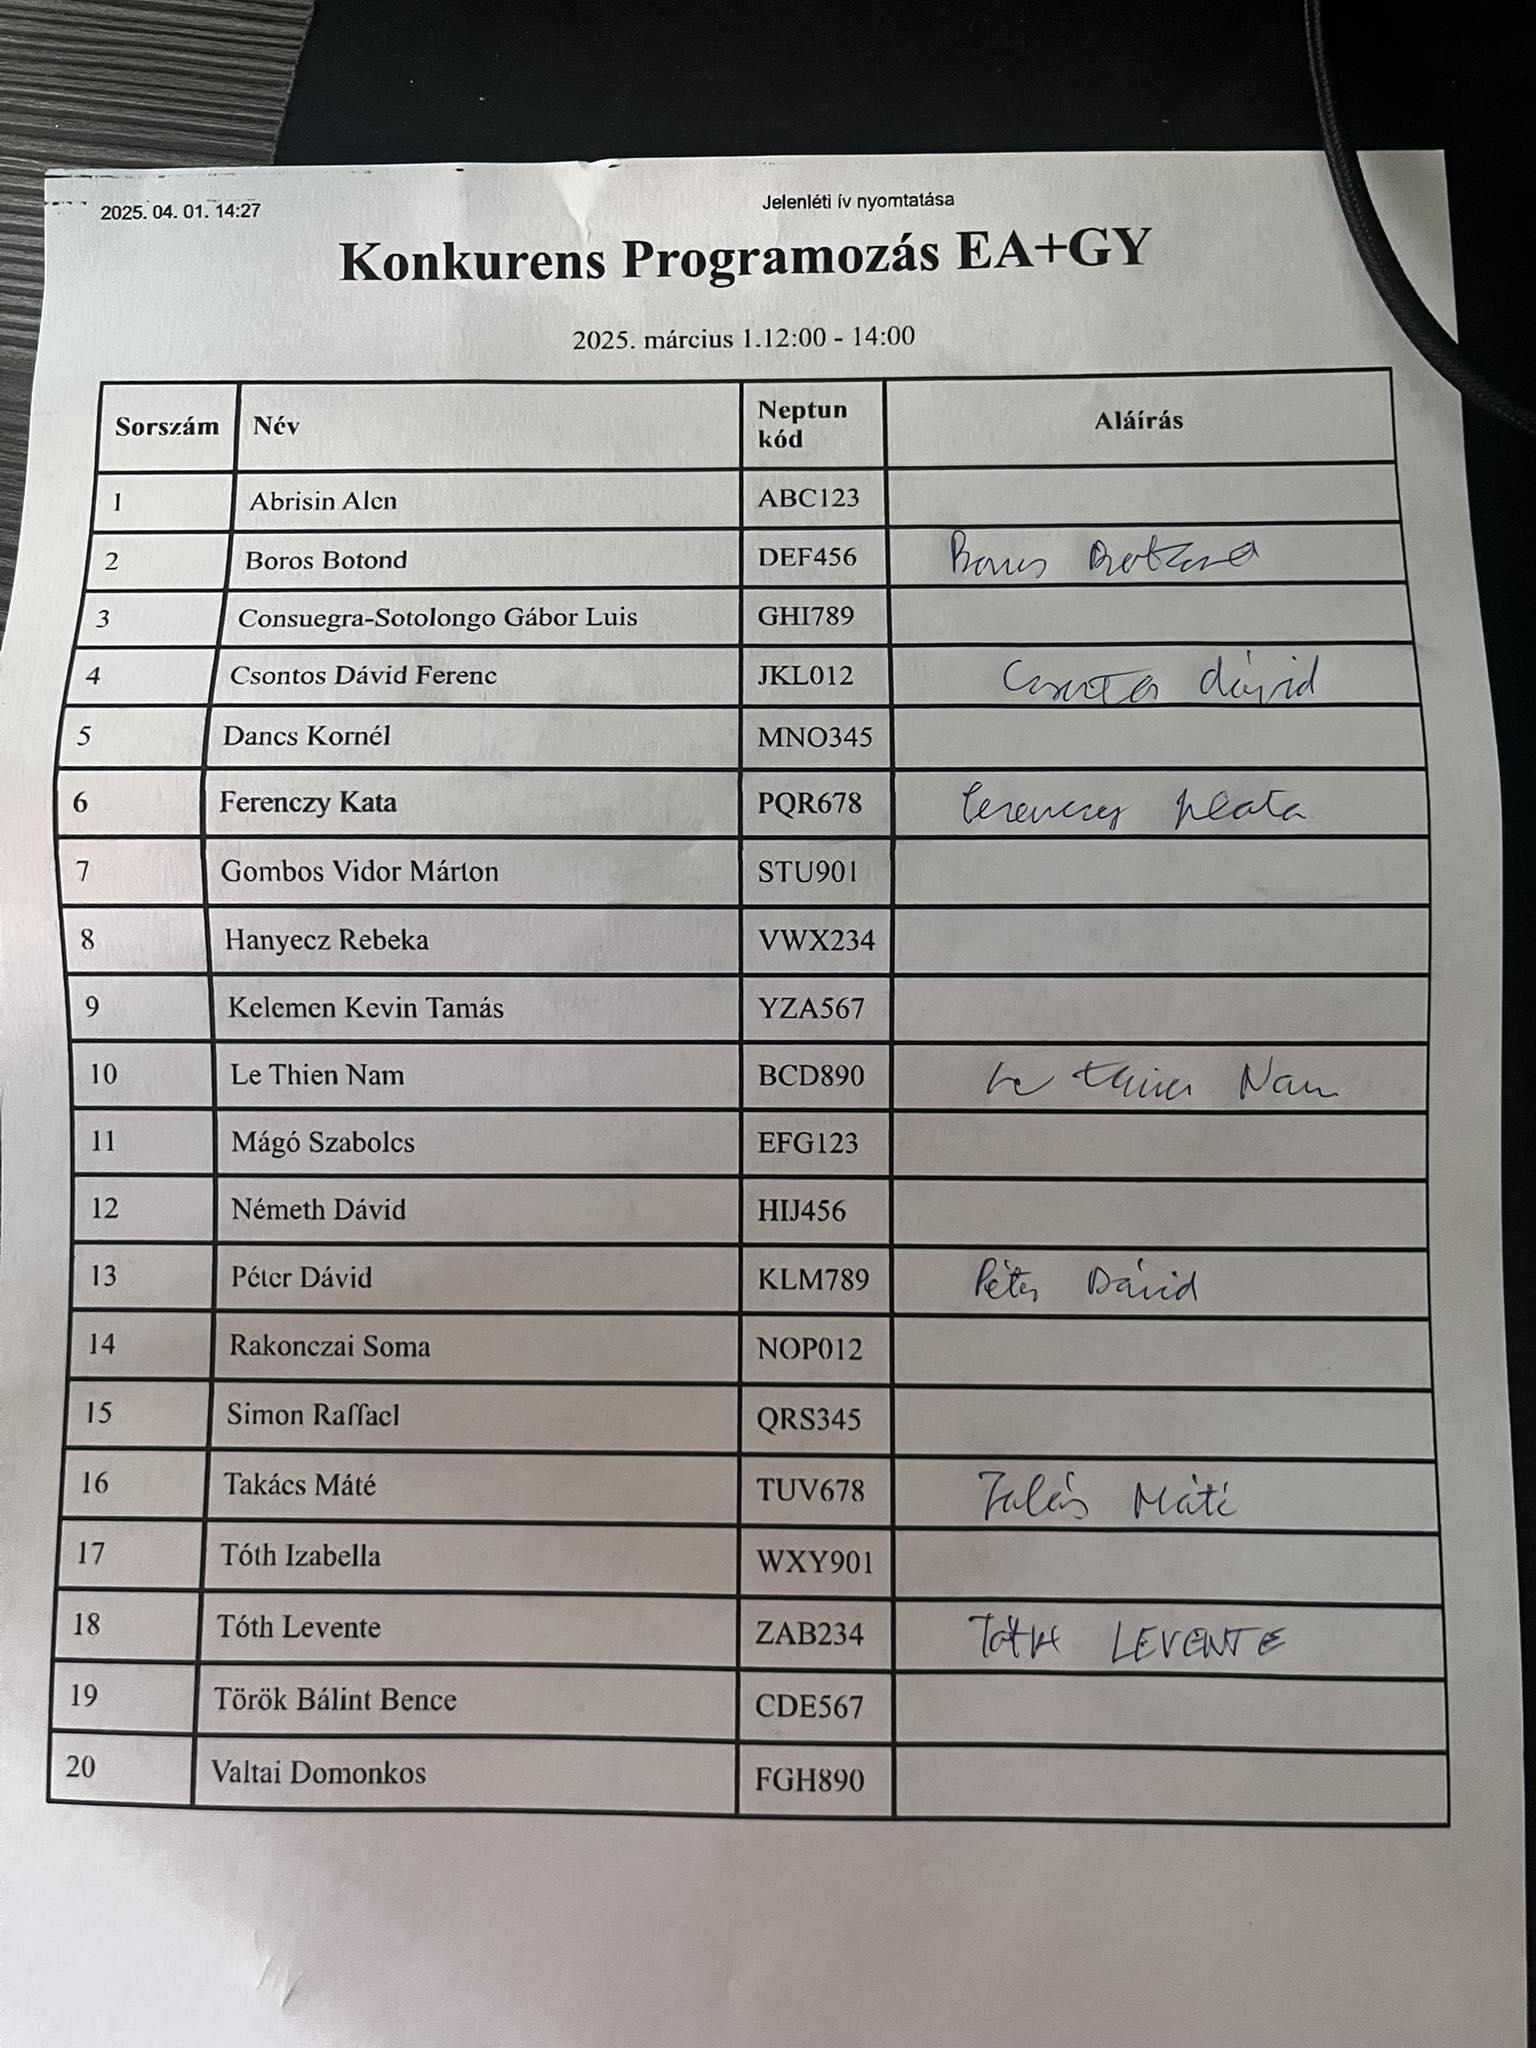 2025. 04. 01. 14:27 Jelenléti ív nyomtatása
Konkurens Programozás EA+GY
2025. március 1.12:00 - 14:00
Sorszám Név Neptun kód Aláírás
1 Abrisin Alen ABC123
2 Boros Botond DEF456 Boros Botond
3 Consuegra-Sotolongo Gábor Luis GHI789
4 Csontos Dávid Ferenc JKL012 Csontos dávid
5 Dancs Kornél MNO345
6 Ferenczy Kata PQR678 Ferenczy Kata
7 Gombos Vidor Márton STU901
8 Hanyecz Rebeka VWX234
9 Kelemen Kevin Tamás YZA567
10 Le Thien Nam BCD890 Le Thien Nam
11 Mágó Szabolcs EFG123
12 Németh Dávid HIJ456
13 Péter Dávid KLM789 Péter Dávid
14 Rakonczai Soma NOP012
15 Simon Raffael QRS345
16 Takács Máté TUV678 Takács Máté
17 Tóth Izabella WXY901
18 Tóth Levente ZAB234 TÓTH LEVENTE
19 Török Bálint Bence CDE567
20 Valtai Domonkos FGH890